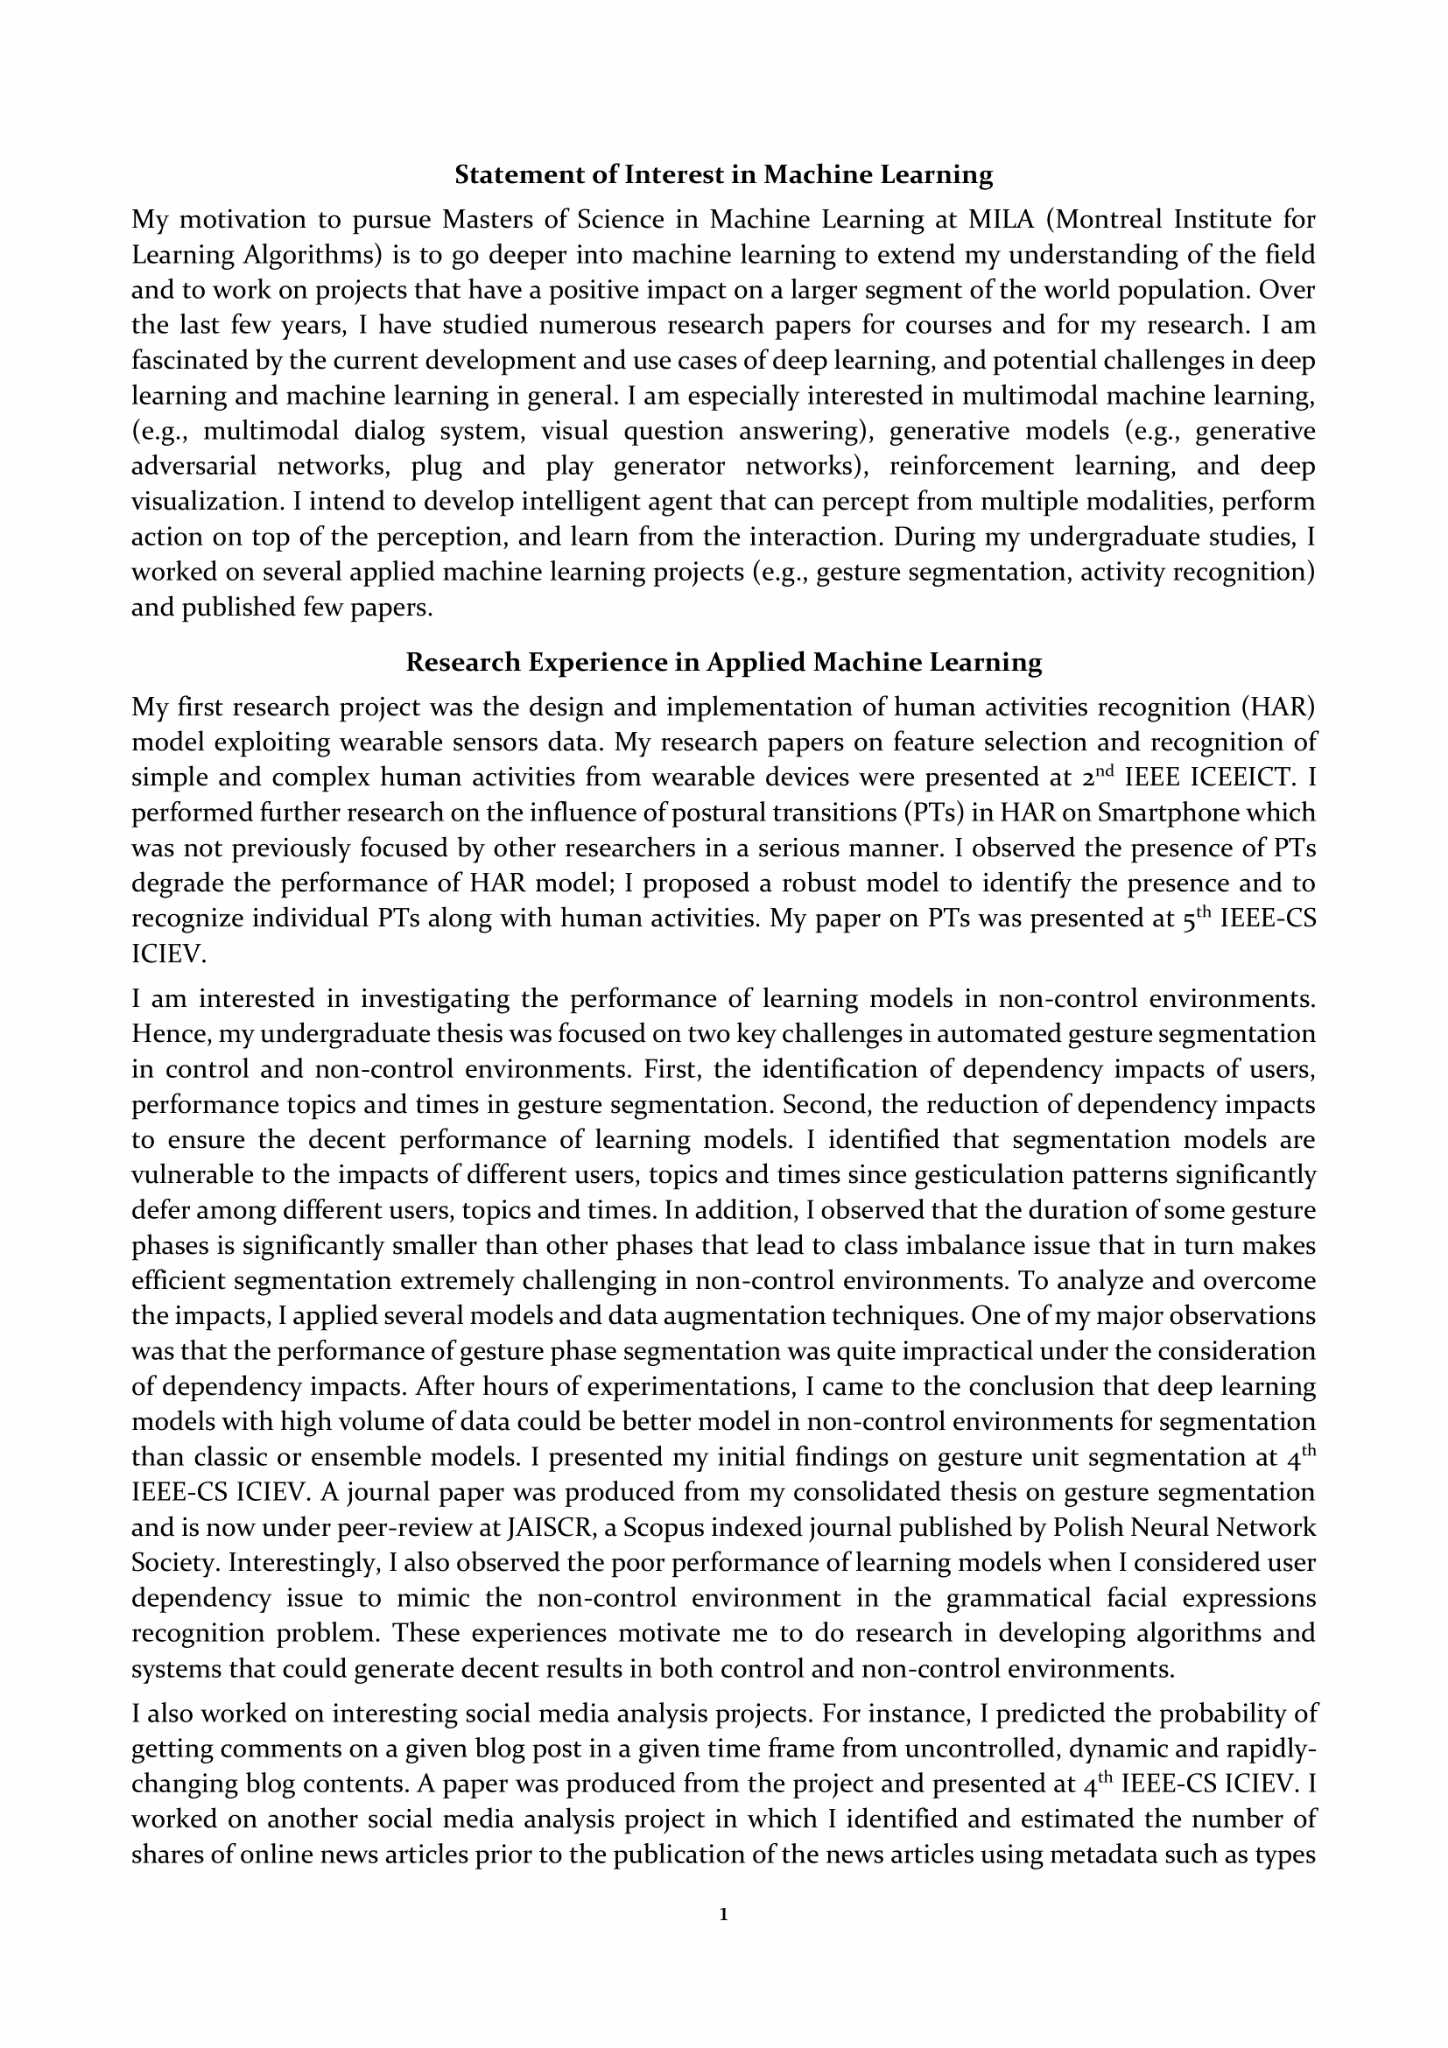 Statement of Interest in Machine Learning
My motivation to pursue Masters of Science in Machine Learning at MILA (Montreal Institute for
Learning Algorithms) is to go deeper into machine learning to extend my understanding of the field
and to work on projects that have a positive impact on a larger segment of the world population. Over
the last few years, I have studied numerous research papers for courses and for my research. I am
fascinated by the current development and use cases of deep learning, and potential challenges in deep
learning and machine learning in general. I am especially interested in multimodal machine learning,
(e.g., multimodal dialog system, visual question answering), generative models (e.g., generative
adversarial networks, plug and play generator networks), reinforcement learning, and deep
visualization. I intend to develop intelligent agent that can percept from multiple modalities, perform
action on top of the perception, and learn from the interaction. During my undergraduate studies, I
worked on several applied machine learning projects (e.g., gesture segmentation, activity recognition)
and published few papers.
Research Experience in Applied Machine Learning
My first research project was the design and implementation of human activities recognition (HAR)
model exploiting wearable sensors data. My research papers on feature selection and recognition of
simple and complex human activities from wearable devices were presented at 2nd IEEE ICEEICT. I
performed further research on the influence of postural transitions (PTs) in HAR on Smartphone which
was not previously focused by other researchers in a serious manner. I observed the presence of PTs
degrade the performance of HAR model; I proposed a robust model to identify the presence and to
recognize individual PTs along with human activities. My paper on PTs was presented at 5th IEEE-CS
ICIEV.
I am interested in investigating the performance of learning models in non-control environments.
Hence, my undergraduate thesis was focused on two key challenges in automated gesture segmentation
in control and non-control environments. First, the identification of dependency impacts of users,
performance topics and times in gesture segmentation. Second, the reduction of dependency impacts
to ensure the decent performance of learning models. I identified that segmentation models are
vulnerable to the impacts of different users, topics and times since gesticulation patterns significantly
defer among different users, topics and times. In addition, I observed that the duration of some gesture
phases is significantly smaller than other phases that lead to class imbalance issue that in turn makes
efficient segmentation extremely challenging in non-control environments. To analyze and overcome
the impacts, I applied several models and data augmentation techniques. One of my major observations
was that the performance of gesture phase segmentation was quite impractical under the consideration
of dependency impacts. After hours of experimentations, I came to the conclusion that deep learning
models with high volume of data could be better model in non-control environments for segmentation
than classic or ensemble models. I presented my initial findings on gesture unit segmentation at 4th
IEEE-CS ICIEV. A journal paper was produced from my consolidated thesis on gesture segmentation
and is now under peer-review at JAISCR, a Scopus indexed journal published by Polish Neural Network
Society. Interestingly, I also observed the poor performance of learning models when I considered user
dependency issue to mimic the non-control environment in the grammatical facial expressions
recognition problem. These experiences motivate me to do research in developing algorithms and
systems that could generate decent results in both control and non-control environments.
I also worked on interesting social media analysis projects. For instance, I predicted the probability of
getting comments on a given blog post in a given time frame from uncontrolled, dynamic and rapidly-
changing blog contents. A paper was produced from the project and presented at 4th IEEE-CS ICIEV. I
worked on another social media analysis project in which I identified and estimated the number of
shares of online news articles prior to the publication of the news articles using metadata such as types
1